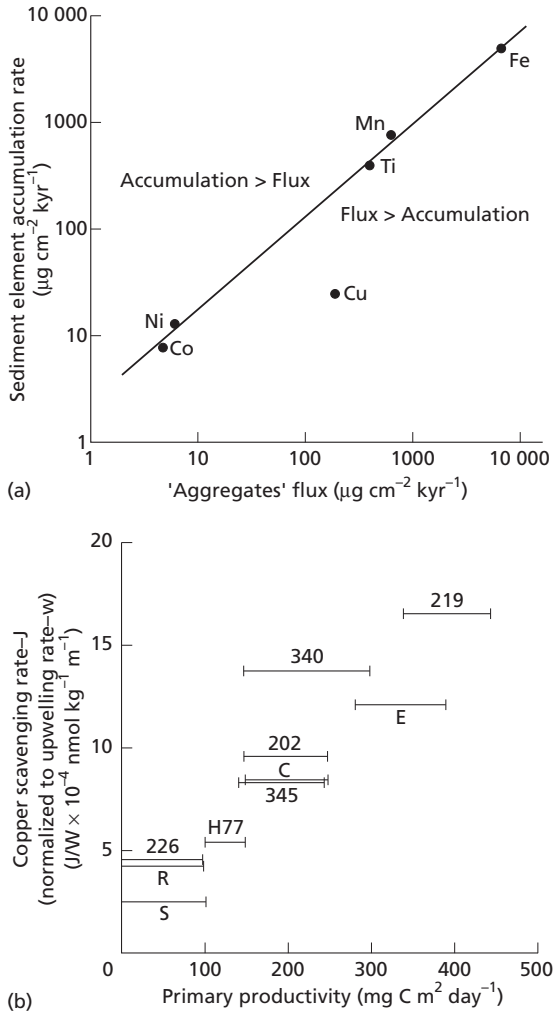 10 000
1000
100
10
1
Sediment element accumulation rate
(μg cm⁻² kyr⁻¹)
Fe
Mn
Ti
Accumulation > Flux
Flux > Accumulation
Cu
Ni
Co
1 10 100 1000 10 000
(a) 'Aggregates' flux (μg cm⁻² kyr⁻¹)
20
15
10
5
0
Copper scavenging rate–J
(normalized to upwelling rate–w)
(J/W × 10⁻⁴ nmol kg⁻¹ m⁻¹)
219
340
E
202
C
345
H77
226
R
S
100 200 300 400 500
(b) Primary productivity (mg C m² day⁻¹)